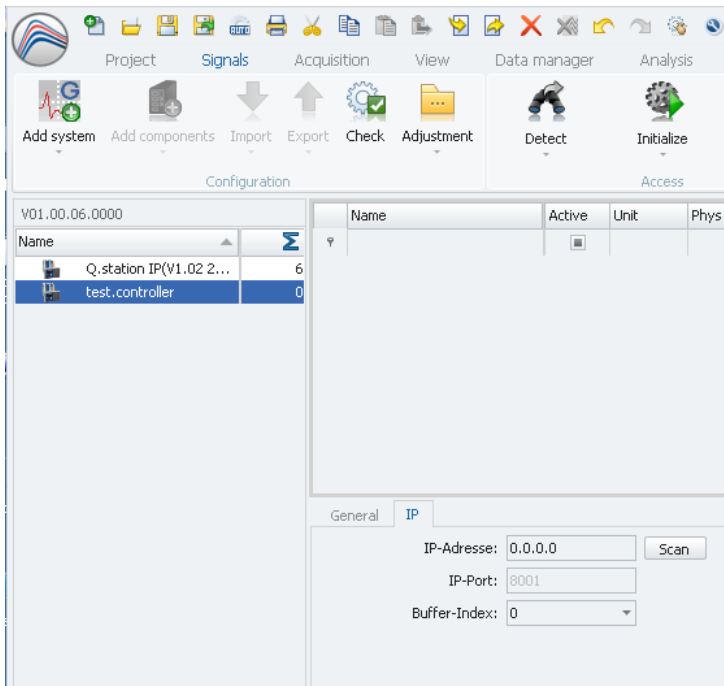 Project Signals Acquisition View Data manager Analysis
Add system Add components Import Export Check Adjustment Detect Initialize
Configuration Access
V01.00.06.0000
Name Σ
Q.station IP(V1.02 2... 6
test.controller 0
Name Active Unit Phys
General IP
IP-Adresse: 0.0.0.0 Scan
IP-Port: 8001
Buffer-Index: 0